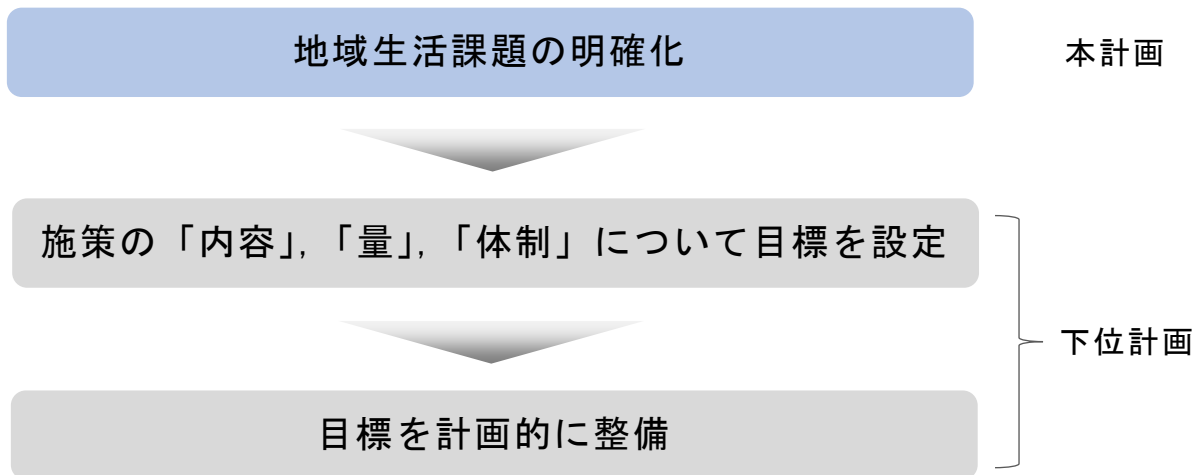 地域生活課題の明確化
本計画
施策の「内容」,「量」,「体制」について目標を設定
下位計画
目標を計画的に整備